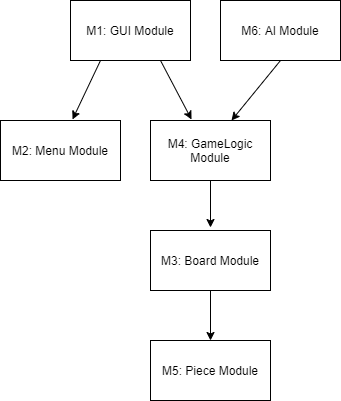 M1: GUI Module
M6: AI Module
M2: Menu Module
M4: GameLogic
Module
M3: Board Module
M5: Piece Module